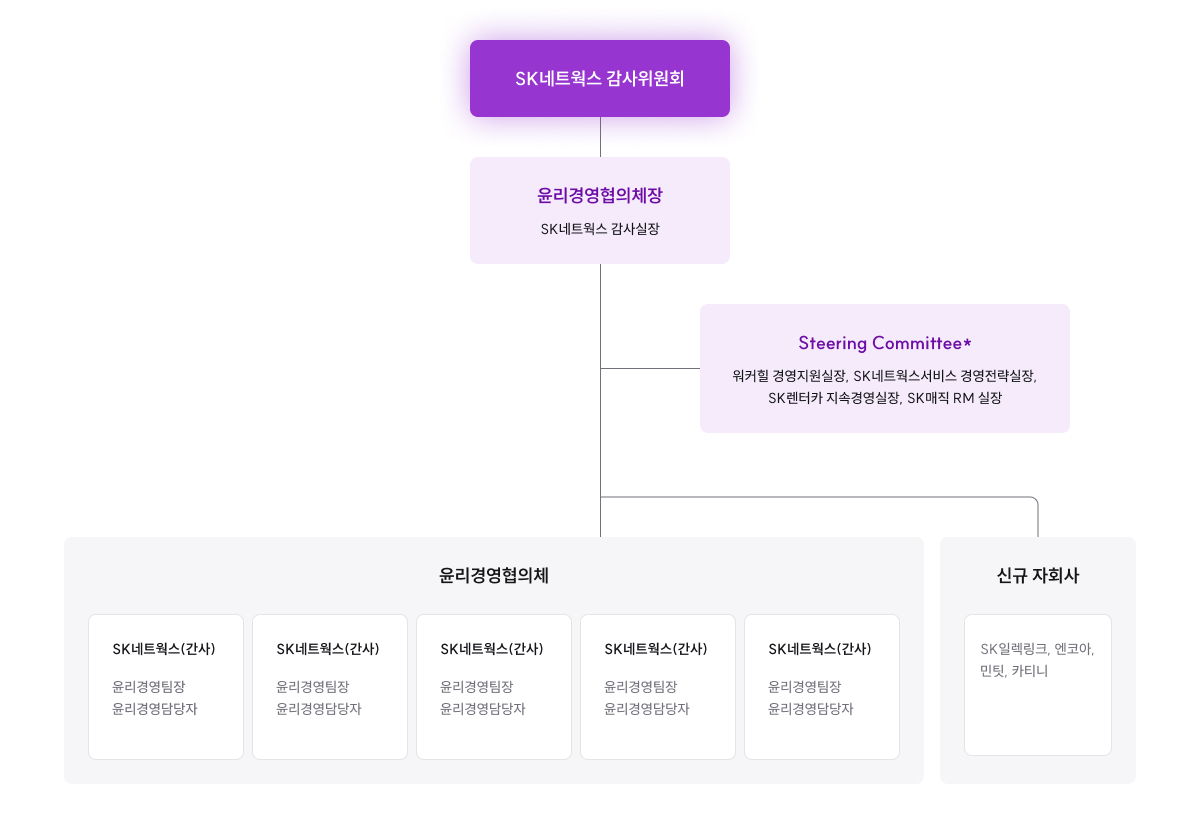 SK네트웍스 감사위원회
윤리경영협의체장
SK네트웍스 감사실장
Steering Committee*
워커힐 경영지원실장, SK네트웍스서비스 경영전략실장,
SK렌터카 지속경영실장, SK매직 RM 실장
윤리경영협의체
SK네트웍스(간사)
윤리경영팀장
윤리경영담당자
SK네트웍스(간사)
윤리경영팀장
윤리경영담당자
SK네트웍스(간사)
윤리경영팀장
윤리경영담당자
SK네트웍스(간사)
윤리경영팀장
윤리경영담당자
SK네트웍스(간사)
윤리경영팀장
윤리경영담당자
신규 자회사
SK일렉링크, 엔코아,
민팃, 카티니